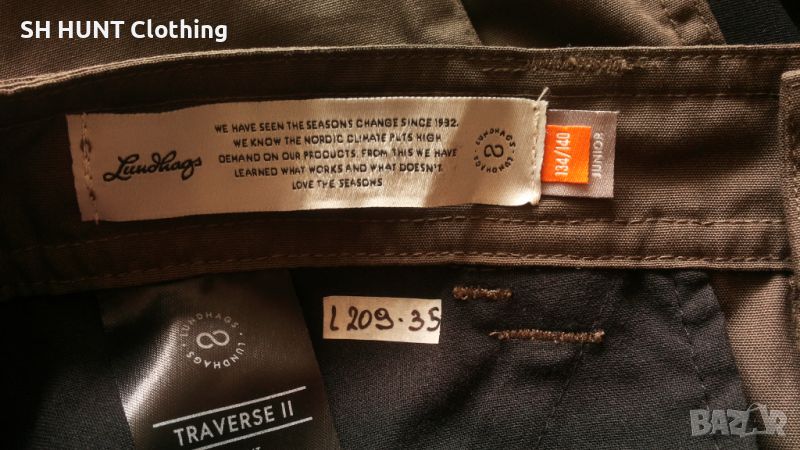 SH HUNT Clothing
Lundhags
WE HAVE SEEN THE SEASONS CHANGE SINCE 1932.
WE KNOW THE NORDIC CLIMATE PUTS HIGH
DEMAND ON OUR PRODUCTS. FROM THIS WE HAVE
LEARNED WHAT WORKS AND WHAT DOESN'T.
LOVE THE SEASONS
LUNDHAGS
134/140
JUNIOR
LUNDHAGS · LUNDHAGS ·
L209-35
TRAVERSE II
BAZAR